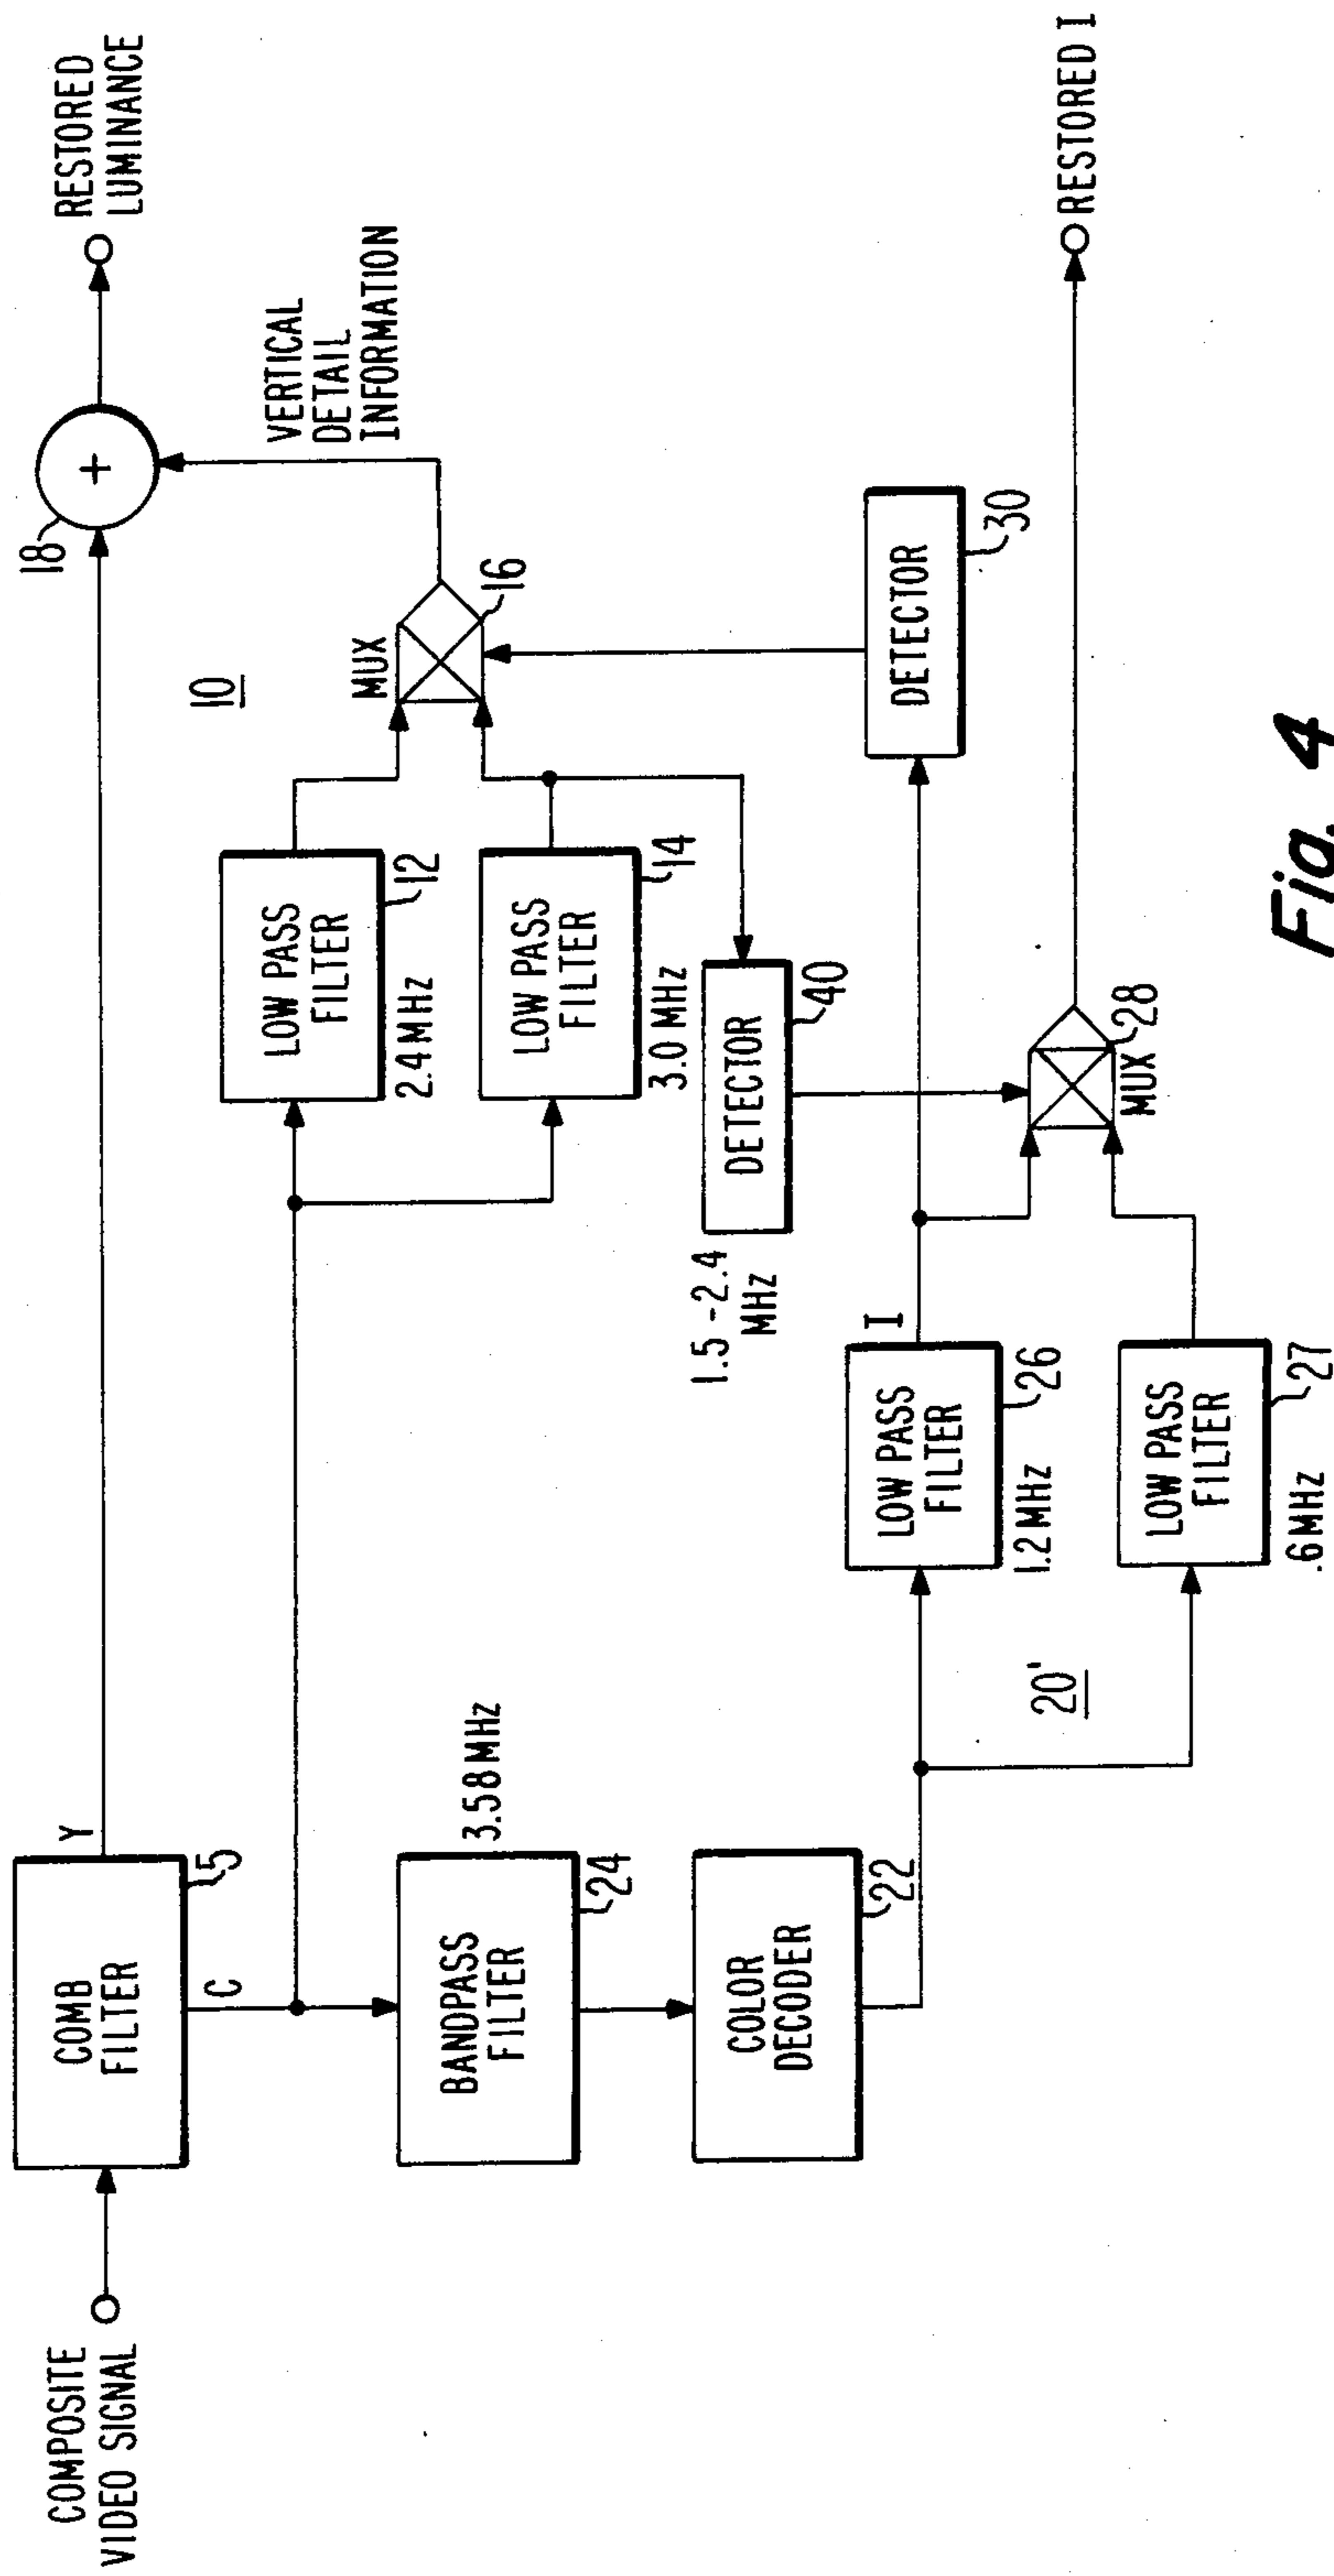 COMPOSITE
VIDEO SIGNAL
COMB
FILTER
15
Y
C
18
+
RESTORED
LUMINANCE
10
VERTICAL
DETAIL
INFORMATION
LOW PASS
FILTER
12
2.4 MHz
MUX
16
LOW PASS
FILTER
14
3.0 MHz
BANDPASS
FILTER
24
3.58 MHz
DETECTOR
40
1.5 - 2.4
MHz
DETECTOR
30
COLOR
DECODER
22
LOW PASS
FILTER
26
I
1.2 MHz
20'
LOW PASS
FILTER
27
.6 MHz
MUX
28
RESTORED I
Fig. 4